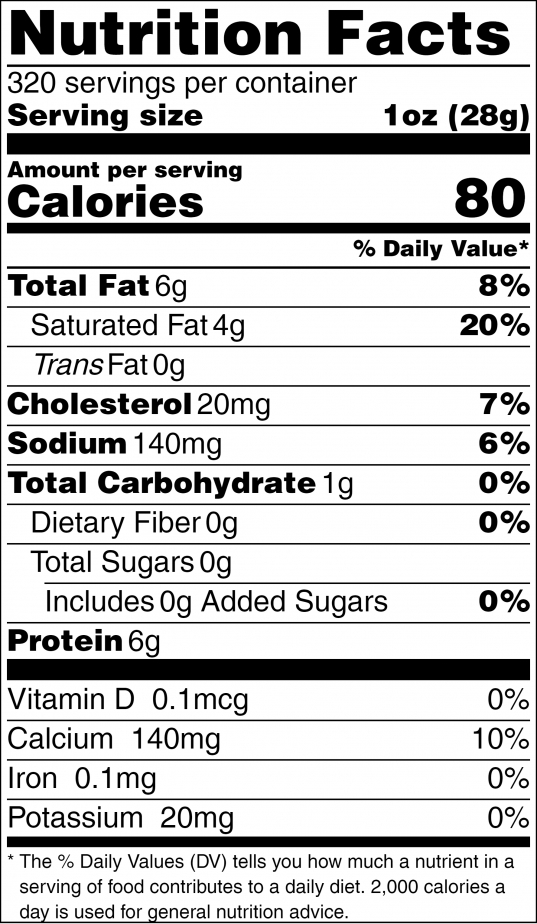 Nutrition Facts
320 servings per container
Serving size 1oz (28g)
Amount per serving
Calories 80
% Daily Value*
Total Fat 6g 8%
Saturated Fat 4g 20%
Trans Fat 0g
Cholesterol 20mg 7%
Sodium 140mg 6%
Total Carbohydrate 1g 0%
Dietary Fiber 0g 0%
Total Sugars 0g
Includes 0g Added Sugars 0%
Protein 6g
Vitamin D 0.1mcg 0%
Calcium 140mg 10%
Iron 0.1mg 0%
Potassium 20mg 0%
* The % Daily Values (DV) tells you how much a nutrient in a
serving of food contributes to a daily diet. 2,000 calories a
day is used for general nutrition advice.